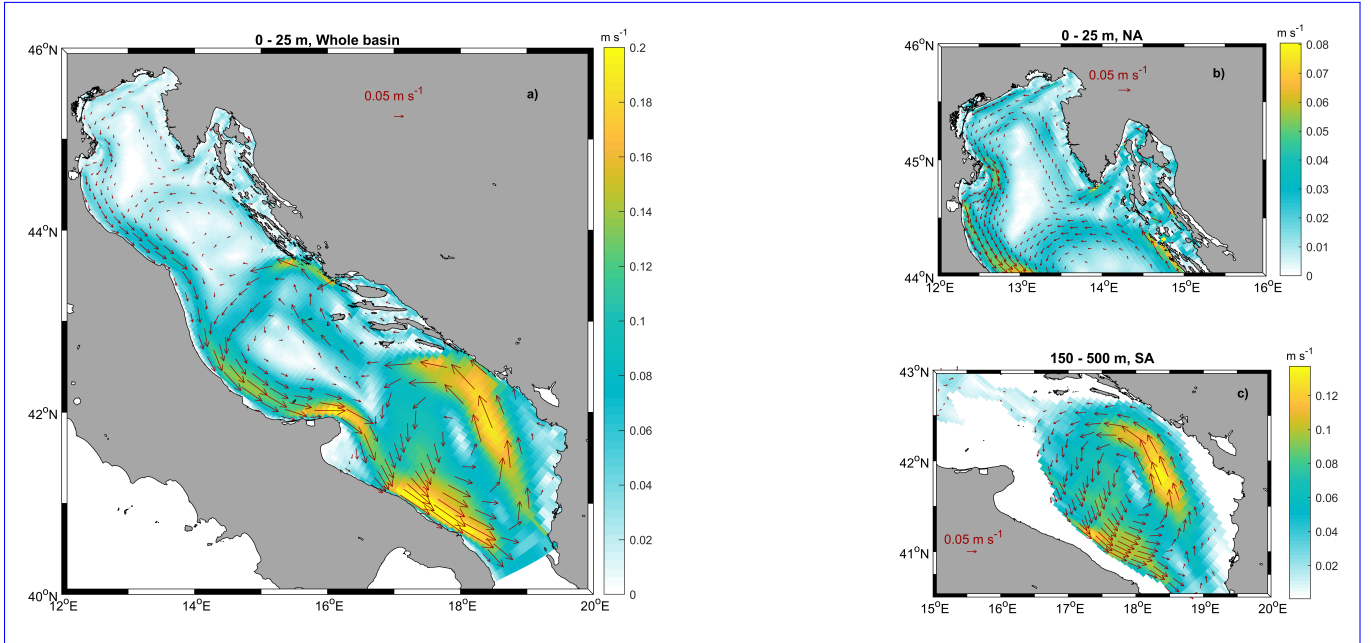 0 - 25 m, Whole basin
m s⁻¹
46°N
44°N
42°N
40°N
12°E
14°E
16°E
18°E
20°E
0.05 m s⁻¹
a)
0.2
0.18
0.16
0.14
0.12
0.1
0.08
0.06
0.04
0.02
0
0 - 25 m, NA
m s⁻¹
46°N
45°N
44°N
12°E
13°E
14°E
15°E
16°E
0.05 m s⁻¹
b)
0.08
0.07
0.06
0.05
0.04
0.03
0.02
0.01
0
150 - 500 m, SA
m s⁻¹
43°N
42°N
41°N
15°E
16°E
17°E
18°E
19°E
20°E
0.05 m s⁻¹
c)
0.12
0.1
0.08
0.06
0.04
0.02